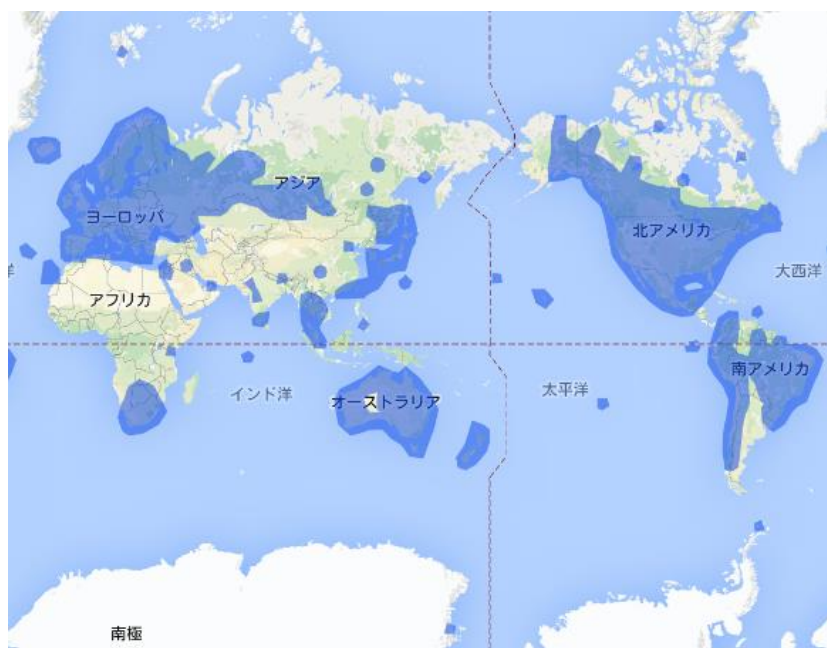 アジア
ヨーロッパ
北アメリカ
大西洋
洋
アフリカ
南アメリカ
インド洋
オーストラリア
太平洋
南極